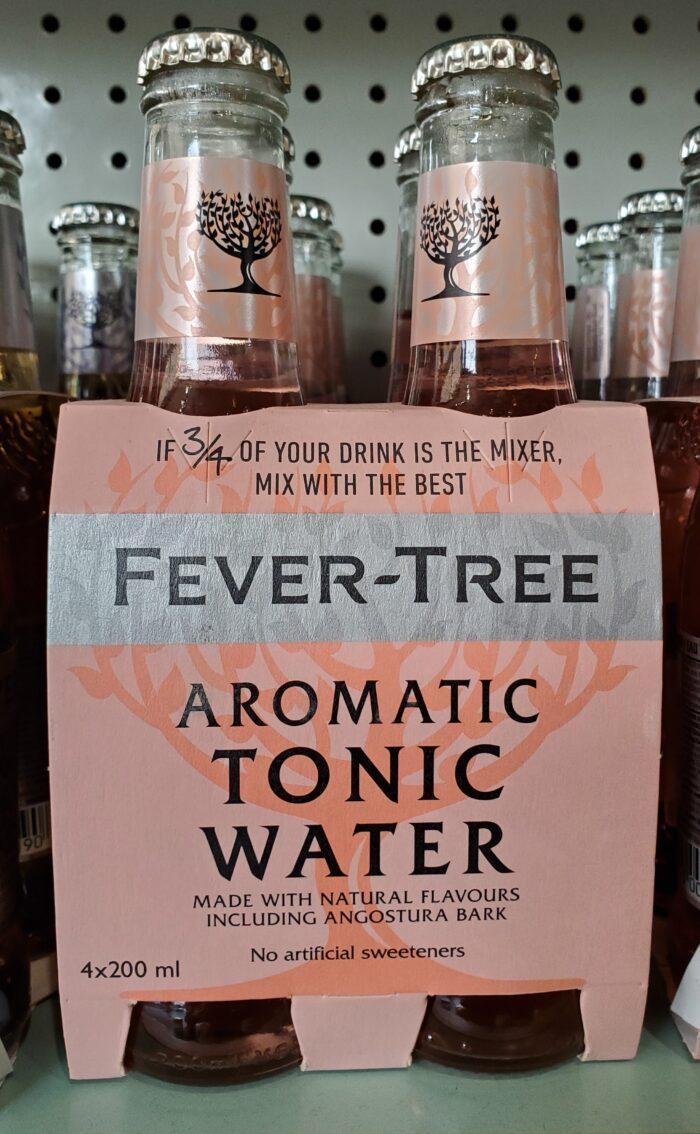 IF 3/4 OF YOUR DRINK IS THE MIXER,
MIX WITH THE BEST
FEVER-TREE
AROMATIC
TONIC
WATER
MADE WITH NATURAL FLAVOURS
INCLUDING ANGOSTURA BARK
No artificial sweeteners
4x200 ml